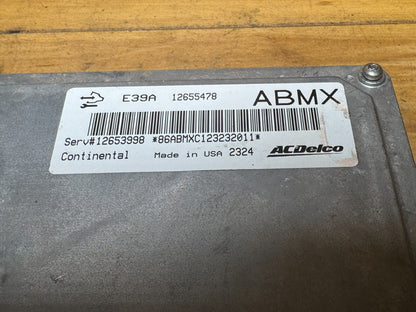 E39A 12655478 ABMX
Serv#12653998 *86ABMXC123232011*
Continental Made in USA 2324 ACDelco